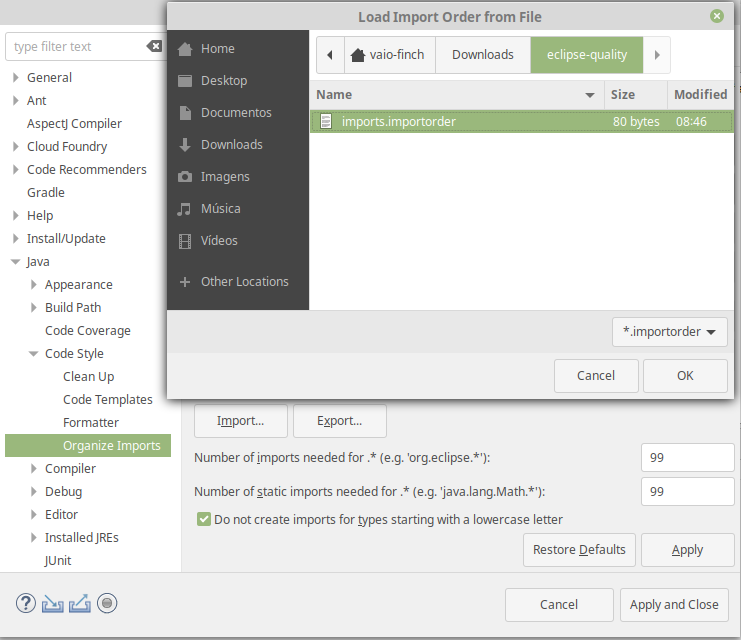 Load Import Order from File
type filter text
General
Ant
AspectJ Compiler
Cloud Foundry
Code Recommenders
Gradle
Help
Install/Update
Java
Appearance
Build Path
Code Coverage
Code Style
Clean Up
Code Templates
Formatter
Organize Imports
Compiler
Debug
Editor
Installed JREs
JUnit
Home
Desktop
Documentos
Downloads
Imagens
Música
Vídeos
Other Locations
vaio-finch Downloads eclipse-quality
Name Size Modified
imports.importorder 80 bytes 08:46
*.importorder
Cancel OK
Import... Export...
Number of imports needed for .* (e.g. 'org.eclipse.*'): 99
Number of static imports needed for .* (e.g. 'java.lang.Math.*'): 99
Do not create imports for types starting with a lowercase letter
Restore Defaults Apply
Cancel Apply and Close